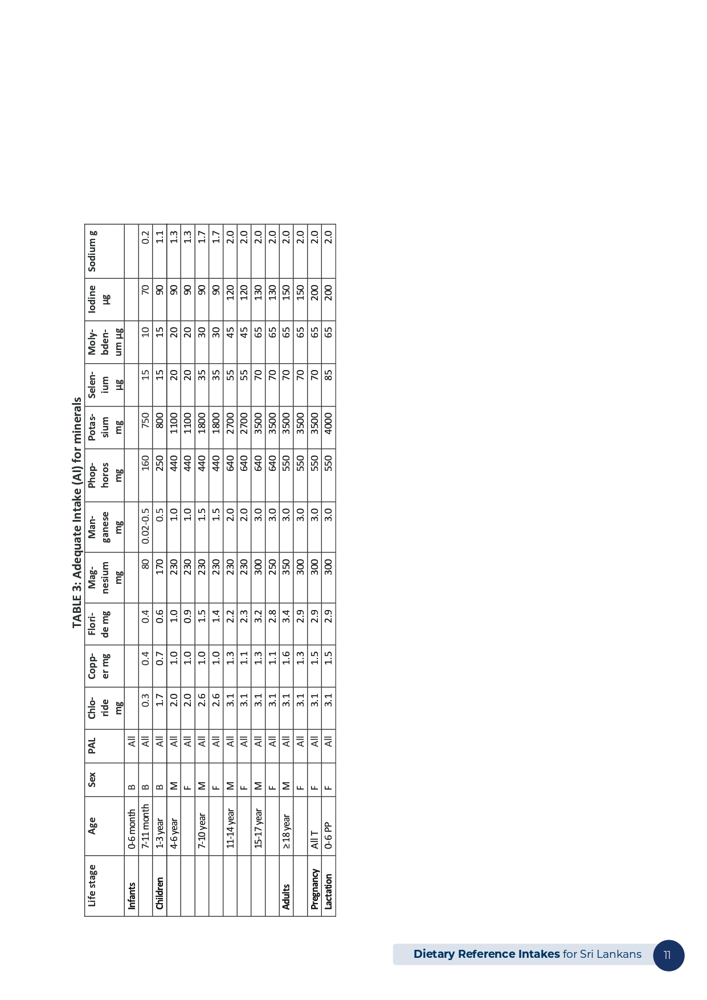 TABLE 3: Adequate Intake (AI) for minerals
Life stage Age Sex PAL Chlo- Copp- Flori- Mag- Man- Phop- Potas- Selen- Moly- Iodine Sodium g
ride er mg de mg nesium ganese horos sium ium bden- µg
mg mg mg mg mg µg um µg
Infants 0-6 month B All
7-11 month B All 0.3 0.4 0.4 80 0.02-0.5 160 750 15 10 70 0.2
Children 1-3 year B All 1.7 0.7 0.6 170 0.5 250 800 15 15 90 1.1
4-6 year M All 2.0 1.0 1.0 230 1.0 440 1100 20 20 90 1.3
F All 2.0 1.0 0.9 230 1.0 440 1100 20 20 90 1.3
7-10 year M All 2.6 1.0 1.5 230 1.5 440 1800 35 30 90 1.7
F All 2.6 1.0 1.4 230 1.5 440 1800 35 30 90 1.7
11-14 year M All 3.1 1.3 2.2 230 2.0 640 2700 55 45 120 2.0
F All 3.1 1.1 2.3 230 2.0 640 2700 55 45 120 2.0
15-17 year M All 3.1 1.3 3.2 300 3.0 640 3500 70 65 130 2.0
F All 3.1 1.1 2.8 250 3.0 640 3500 70 65 130 2.0
Adults ≥18 year M All 3.1 1.6 3.4 350 3.0 550 3500 70 65 150 2.0
F All 3.1 1.3 2.9 300 3.0 550 3500 70 65 150 2.0
Pregnancy All T F All 3.1 1.5 2.9 300 3.0 550 3500 70 65 200 2.0
Lactation 0-6 PP F All 3.1 1.5 2.9 300 3.0 550 4000 85 65 200 2.0
Dietary Reference Intakes for Sri Lankans 11